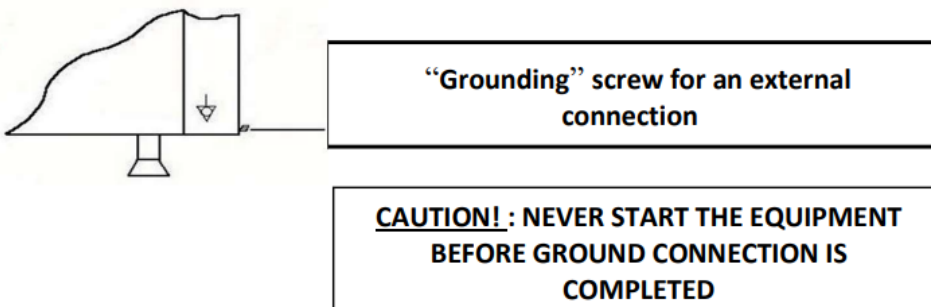 “Grounding” screw for an external
connection
CAUTION! : NEVER START THE EQUIPMENT
BEFORE GROUND CONNECTION IS
COMPLETED